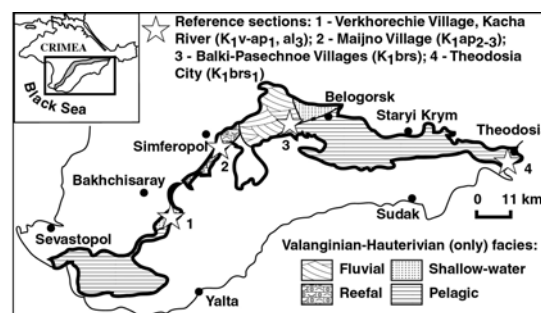 CRIMEA
Black Sea
Reference sections: 1 - Verkhorechie Village, Kacha
River (K₁v-ap₁, al₃); 2 - Maijno Village (K₁ap₂₋₃)
3 - Balki-Pasechnoe Villages (K₁brs); 4 - Theodosia
City (K₁brs₁)
Belogorsk
Staryi Krym
Theodosi
Simferopol
3
2
4
Bakhchisaray
Sudak
0 11 km
1
Sevastopol
Yalta
Valanginian-Hauterivian (only) facies:
Fluvial Shallow-water
Reefal Pelagic